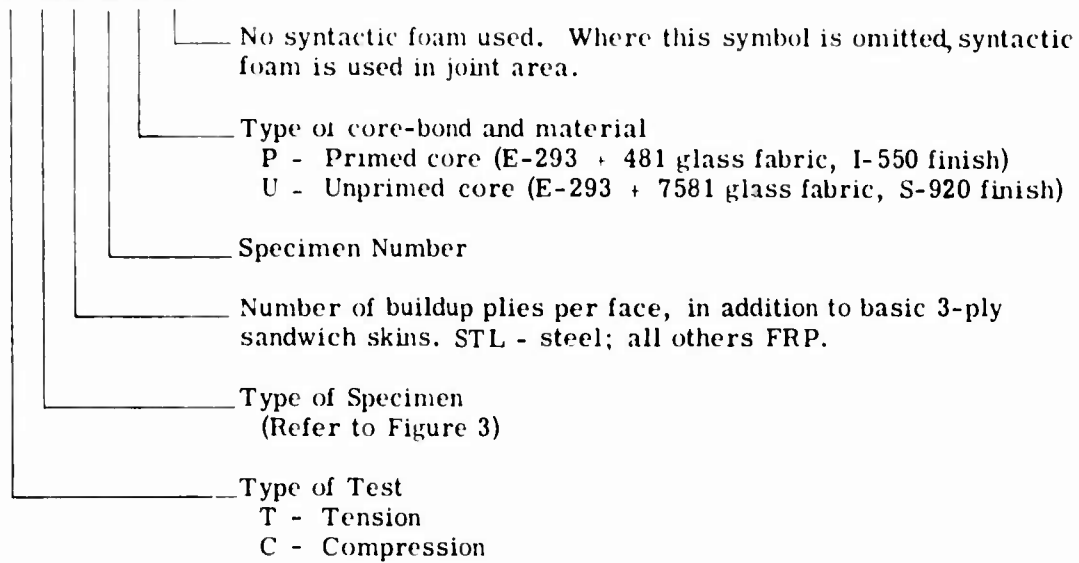 No syntactic foam used. Where this symbol is omitted, syntactic
foam is used in joint area.
Type of core-bond and material
P - Primed core (E-293 + 481 glass fabric, I-550 finish)
U - Unprimed core (E-293 + 7581 glass fabric, S-920 finish)
Specimen Number
Number of buildup plies per face, in addition to basic 3-ply
sandwich skins. STL - steel; all others FRP.
Type of Specimen
(Refer to Figure 3)
Type of Test
T - Tension
C - Compression